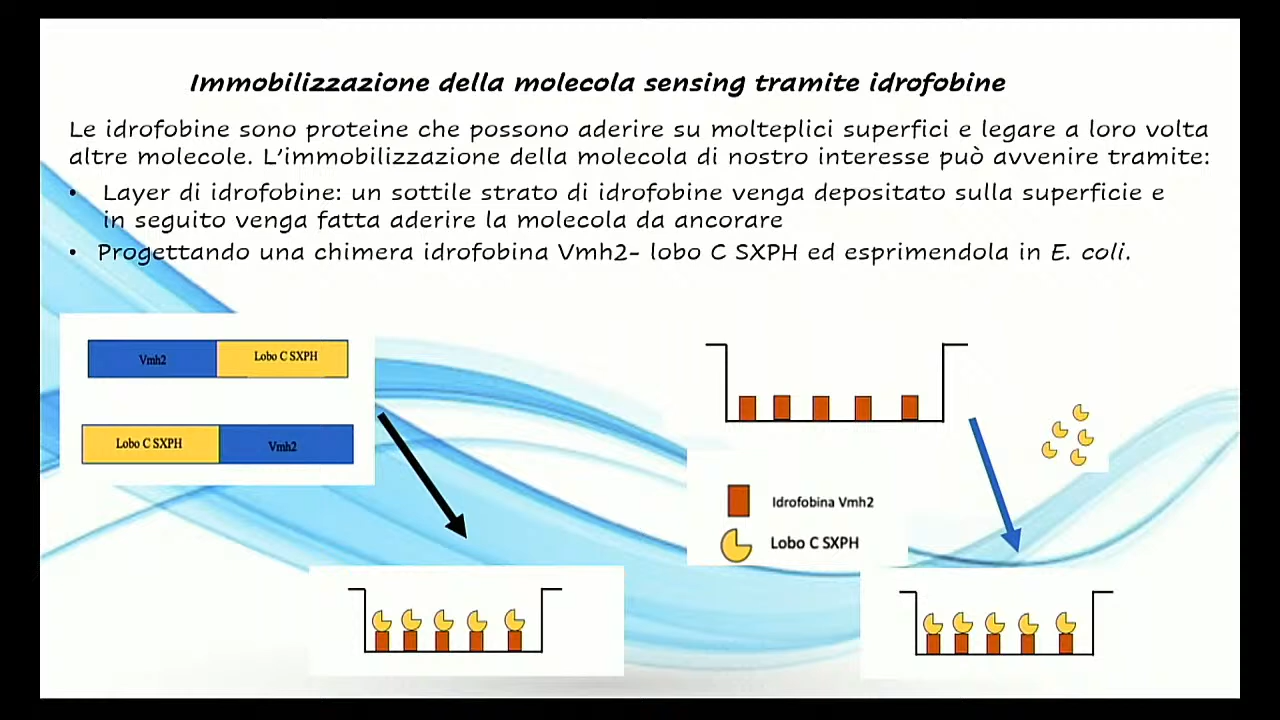 Immobilizzazione della molecola sensing tramite idrofobine
Le idrofobine sono proteine che possono aderire su molteplici superfici e legare a loro volta
altre molecole. L'immobilizzazione della molecola di nostro interesse può avvenire tramite:
• Layer di idrofobine: un sottile strato di idrofobine venga depositato sulla superficie e
in seguito venga fatta aderire la molecola da ancorare
• Progettando una chimera idrofobina Vmh2- lobo C SXPH ed esprimendola in E. coli.
Vmh2 Lobo C SXPH
Lobo C SXPH Vmh2
Idrofobina Vmh2
Lobo C SXPH